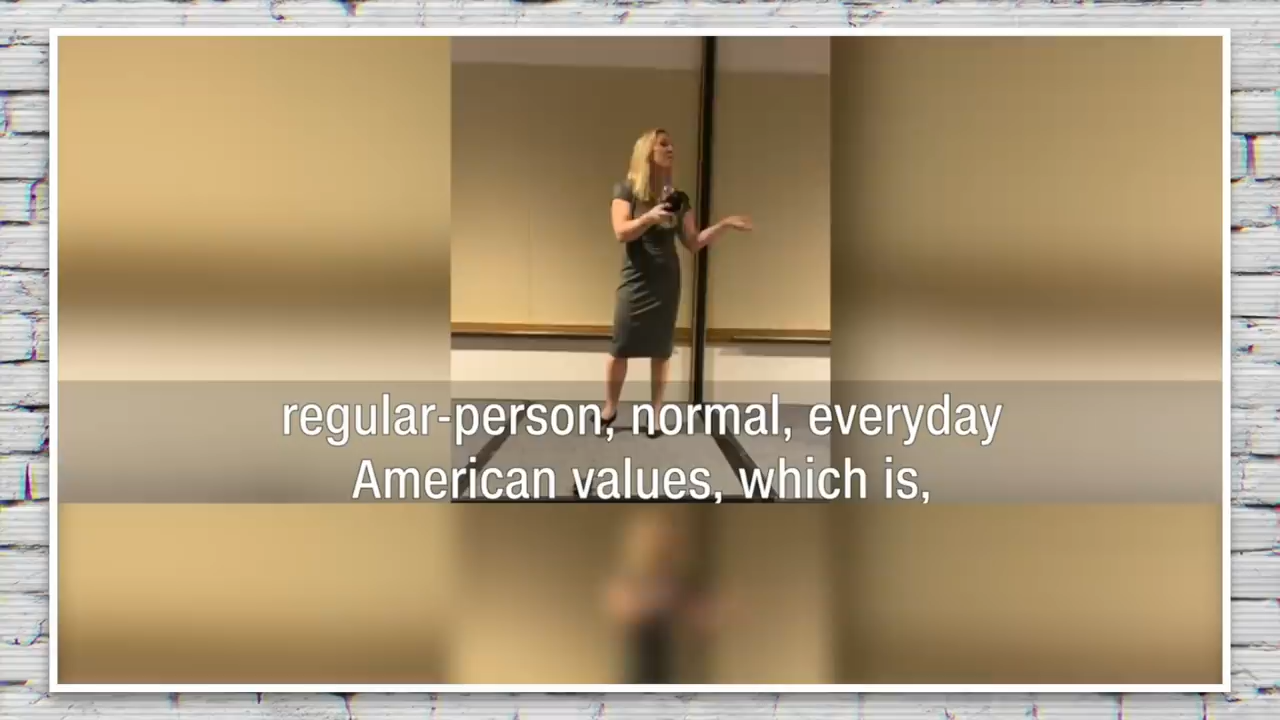 regular-person, normal, everyday
American values, which is,